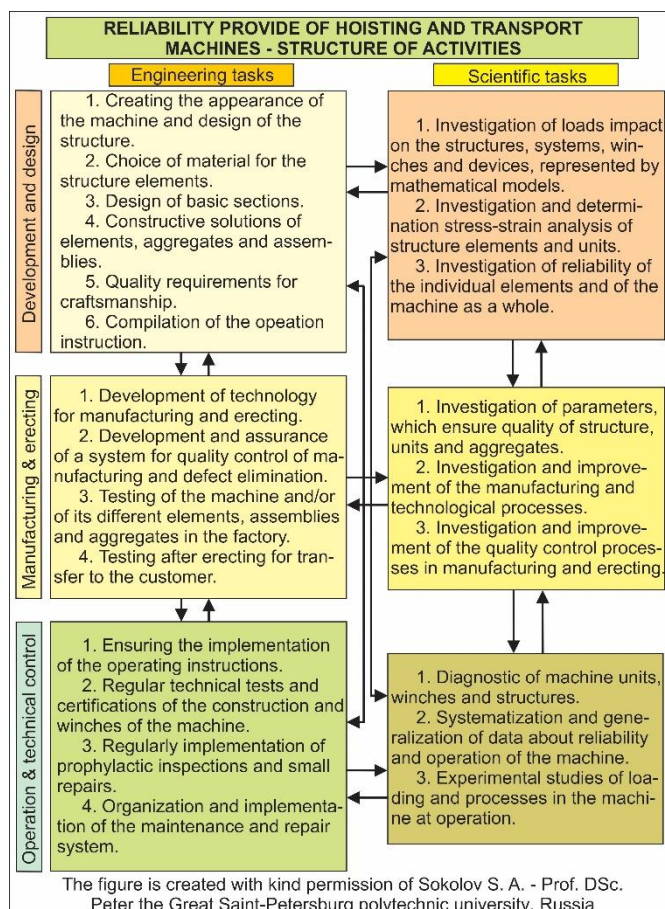 RELIABILITY PROVIDE OF HOISTING AND TRANSPORT
MACHINES - STRUCTURE OF ACTIVITIES
Engineering tasks
Scientific tasks
Development and design
1. Creating the appearance of
the machine and design of the
structure.
2. Choice of material for the
structure elements.
3. Design of basic sections.
4. Constructive solutions of
elements, aggregates and assem-
blies.
5. Quality requirements for
craftsmanship.
6. Compilation of the opeation
instruction.
1. Investigation of loads impact
on the structures, systems, win-
ches and devices, represented by
mathematical models.
2. Investigation and determi-
nation stress-strain analysis of
structure elements and units.
3. Investigation of reliability of
the individual elements and of the
machine as a whole.
Manufacturing & erecting
1. Development of technology
for manufacturing and erecting.
2. Development and assurance
of a system for quality control of ma-
nufacturing and defect elimination.
3. Testing of the machine and/or
of its different elements, assemblies
and aggregates in the factory.
4. Testing after erecting for tran-
sfer to the customer.
1. Investigation of parameters,
which ensure quality of structure,
units and aggregates.
2. Investigation and improve-
ment of the manufacturing and
technological processes.
3. Investigation and improve-
ment of the quality control proces-
ses in manufacturing and erecting.
Operation & technical control
1. Ensuring the implementation
of the operating instructions.
2. Regular technical tests and
certifications of the construction and
winches of the machine.
3. Regularly implementation of
prophylactic inspections and small
repairs.
4. Organization and implementa-
tion of the maintenance and repair
system.
1. Diagnostic of machine units,
winches and structures.
2. Systematization and gene-
ralization of data about reliability
and operation of the machine.
3. Experimental studies of loa-
ding and processes in the machi-
ne at operation.
The figure is created with kind permission of Sokolov S. A. - Prof. DSc.
Peter the Great Saint-Petersburg polytechnic university, Russia